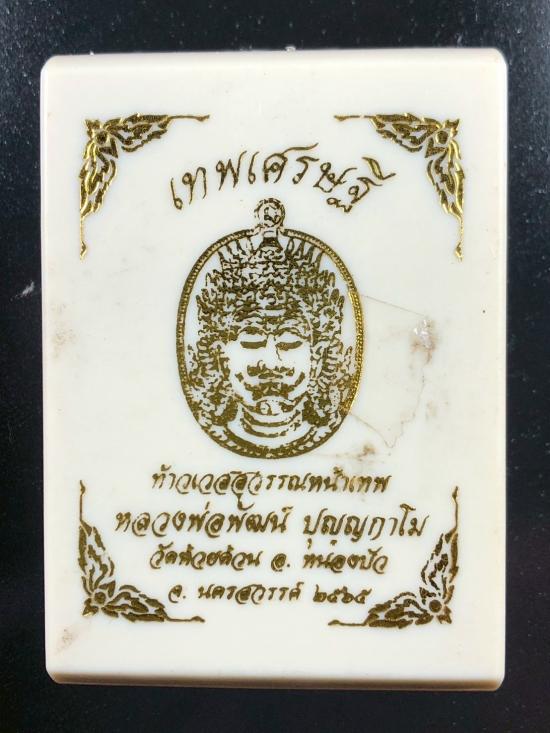 เทพเศรษฐี
ท้าวเวสสุวรรณหน้าเทพ
หลวงพ่อพัฒน์ ปุญญกาโม
วัดห้วยด้วน อ. หนองบัว
จ. นครสวรรค์ ๒๕๖๕